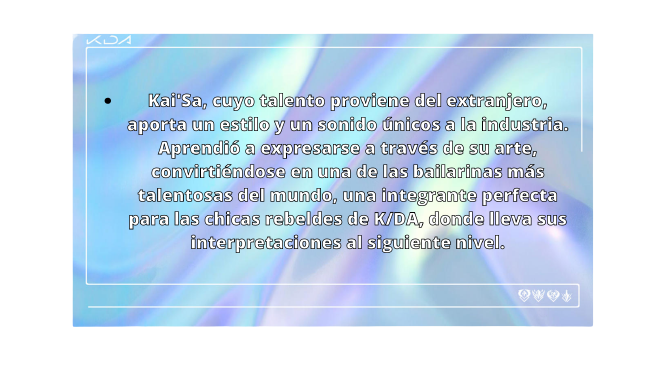 K/DA
• Kai'Sa, cuyo talento proviene del extranjero,
aporta un estilo y un sonido únicos a la industria.
Aprendió a expresarse a través de su arte,
convirtiéndose en una de las bailarinas más
talentosas del mundo, una integrante perfecta
para las chicas rebeldes de K/DA, donde lleva sus
interpretaciones al siguiente nivel.